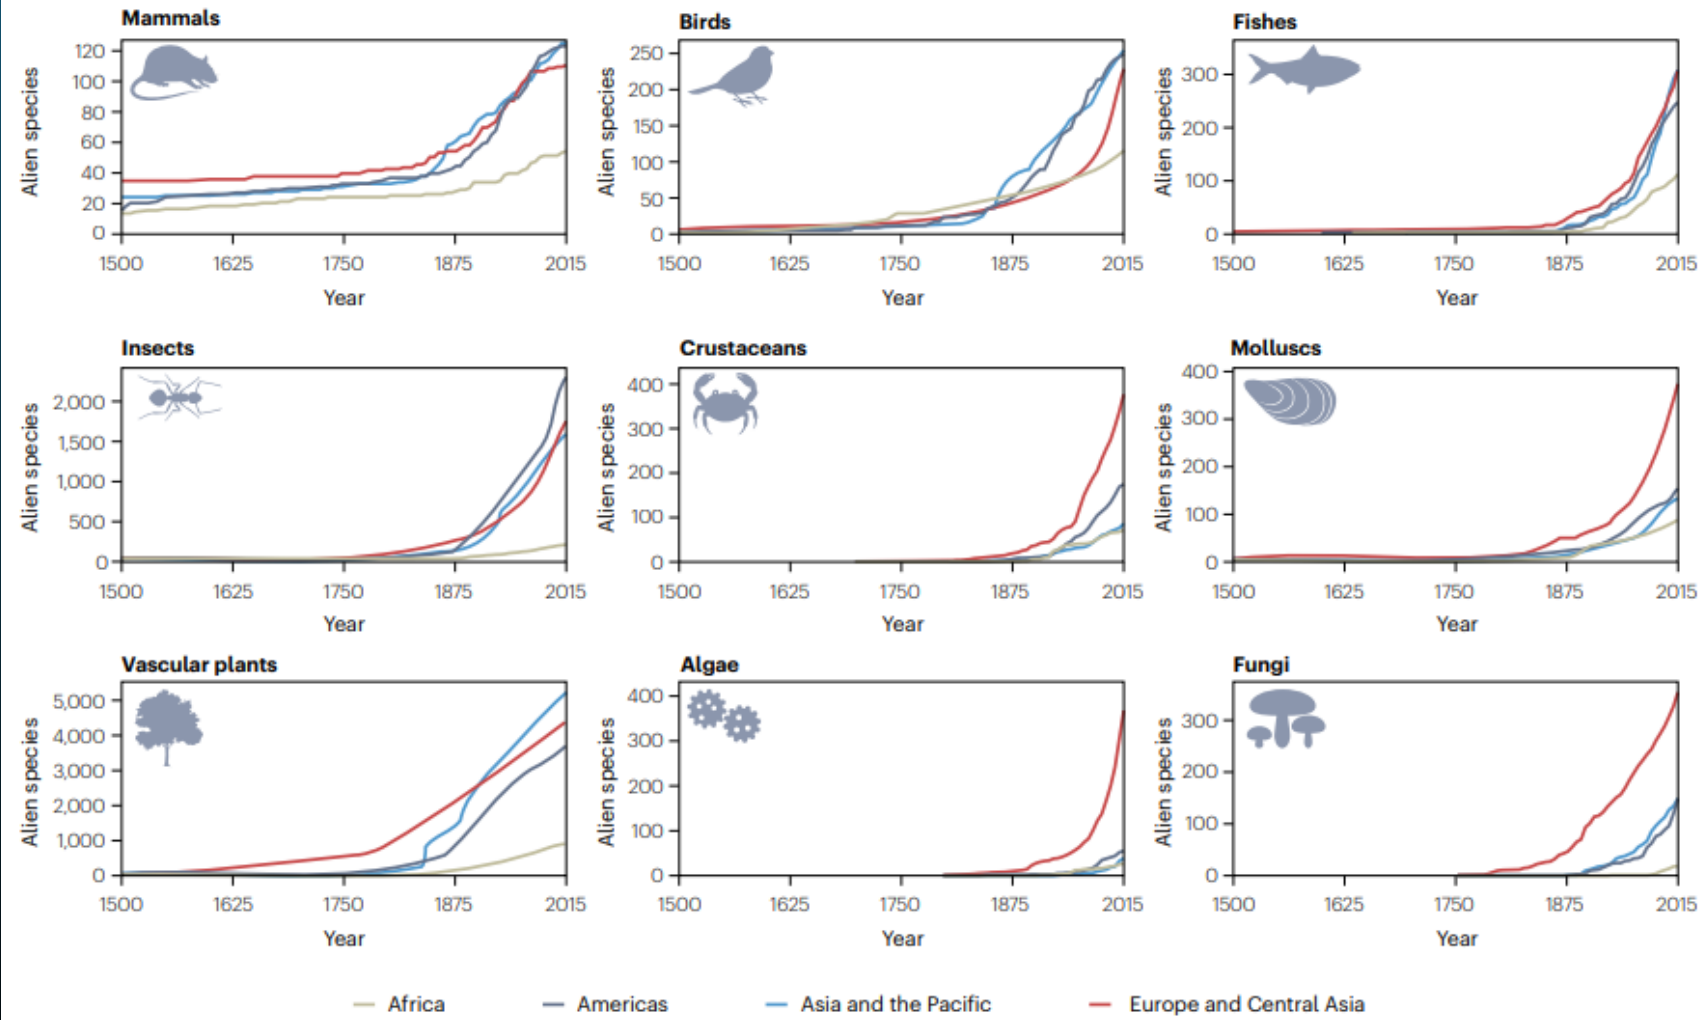 Mammals
Alien species
120
100
80
60
40
20
0
1500 1625 1750 1875 2015
Year
Birds
Alien species
250
200
150
100
50
0
1500 1625 1750 1875 2015
Year
Fishes
Alien species
300
200
100
0
1500 1625 1750 1875 2015
Year
Insects
Alien species
2,000
1,500
1,000
500
0
1500 1625 1750 1875 2015
Year
Crustaceans
Alien species
400
300
200
100
0
1500 1625 1750 1875 2015
Year
Molluscs
Alien species
400
300
200
100
0
1500 1625 1750 1875 2015
Year
Vascular plants
Alien species
5,000
4,000
3,000
2,000
1,000
0
1500 1625 1750 1875 2015
Year
Algae
Alien species
400
300
200
100
0
1500 1625 1750 1875 2015
Year
Fungi
Alien species
300
200
100
0
1500 1625 1750 1875 2015
Year
Africa Americas Asia and the Pacific Europe and Central Asia